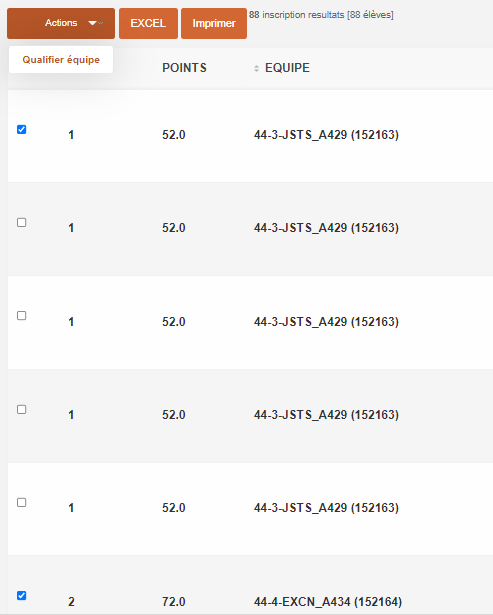 Actions EXCEL Imprimer 88 inscription resultats [88 élèves]
Qualifier équipe
POINTS EQUIPE
1 52.0 44-3-JSTS_A429 (152163)
1 52.0 44-3-JSTS_A429 (152163)
1 52.0 44-3-JSTS_A429 (152163)
1 52.0 44-3-JSTS_A429 (152163)
1 52.0 44-3-JSTS_A429 (152163)
2 72.0 44-4-EXCN_A434 (152164)